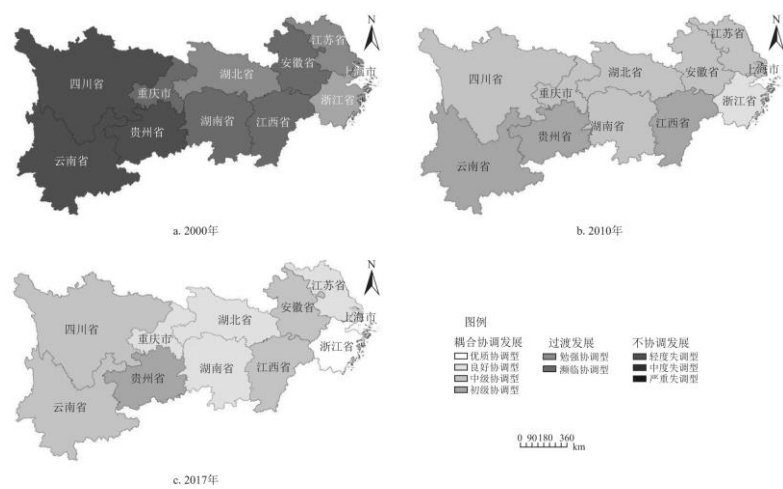 N
四川省
重庆市
湖北省
安徽省
江苏省
上海市
浙江省
云南省
贵州省
湖南省
江西省
a. 2000年
N
四川省
重庆市
湖北省
安徽省
江苏省
上海市
浙江省
云南省
贵州省
湖南省
江西省
b. 2010年
N
四川省
重庆市
湖北省
安徽省
江苏省
上海市
浙江省
云南省
贵州省
湖南省
江西省
c. 2017年
图例
耦合协调发展
优质协调型
良好协调型
中级协调型
初级协调型
过渡发展
勉强协调型
濒临协调型
不协调发展
轻度失调型
中度失调型
严重失调型
0 90 180 360
km